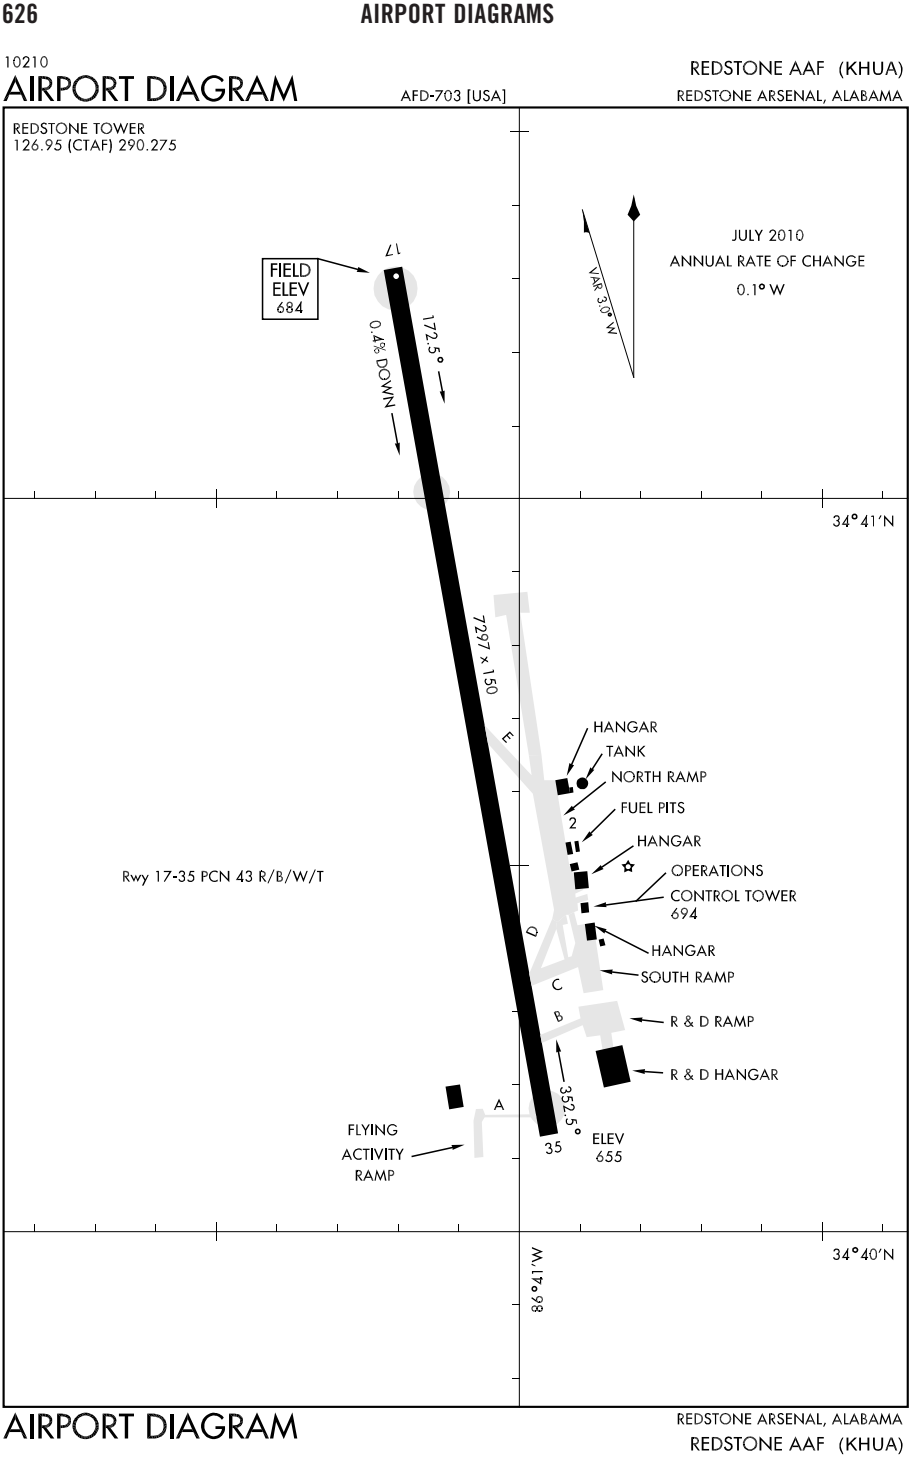 626
AIRPORT DIAGRAMS
10210
AIRPORT DIAGRAM
AFD-703 [USA]
REDSTONE AAF (KHUA)
REDSTONE ARSENAL, ALABAMA
REDSTONE TOWER
126.95 (CTAF) 290.275
JULY 2010
ANNUAL RATE OF CHANGE
0.1° W
VAR 3.0° W
17
FIELD
ELEV
684
0.4% DOWN
172.5°
34°41'N
7297 x 150
E
HANGAR
TANK
NORTH RAMP
2
FUEL PITS
HANGAR
OPERATIONS
CONTROL TOWER
694
Rwy 17-35 PCN 43 R/B/W/T
D
HANGAR
SOUTH RAMP
C
B
R & D RAMP
R & D HANGAR
352.5°
A
FLYING
ACTIVITY
RAMP
35
ELEV
655
34°40'N
86°41'W
AIRPORT DIAGRAM
REDSTONE ARSENAL, ALABAMA
REDSTONE AAF (KHUA)